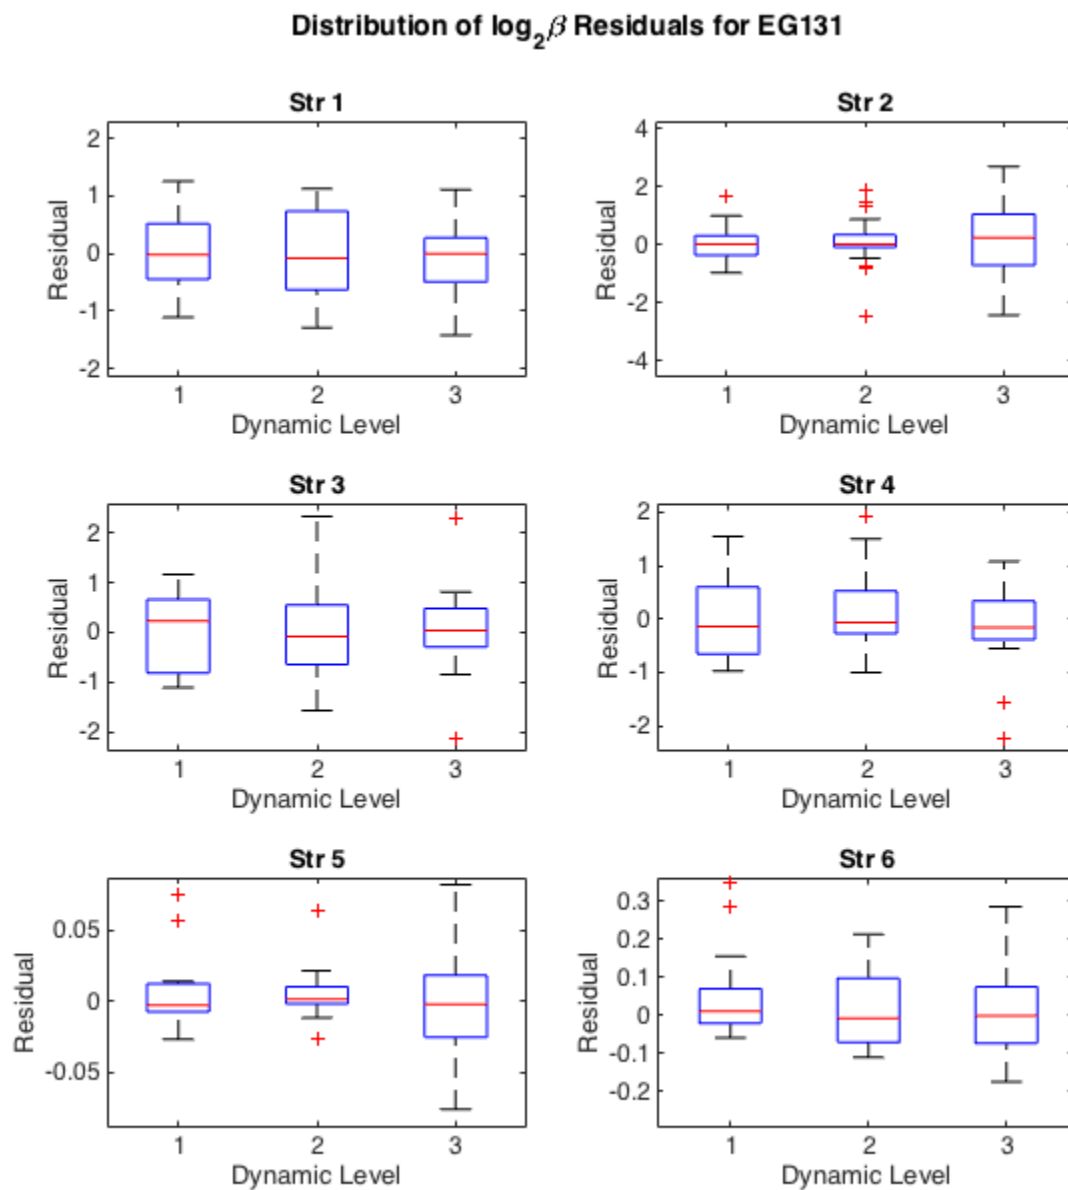 Distribution of log₂β Residuals for EG131
Str 1
2
1
0
-1
-2
Residual
1 2 3
Dynamic Level
Str 2
4
2
0
-2
-4
Residual
1 2 3
Dynamic Level
Str 3
2
1
0
-1
-2
Residual
1 2 3
Dynamic Level
Str 4
2
1
0
-1
-2
Residual
1 2 3
Dynamic Level
Str 5
0.05
0
-0.05
Residual
1 2 3
Dynamic Level
Str 6
0.3
0.2
0.1
0
-0.1
-0.2
Residual
1 2 3
Dynamic Level